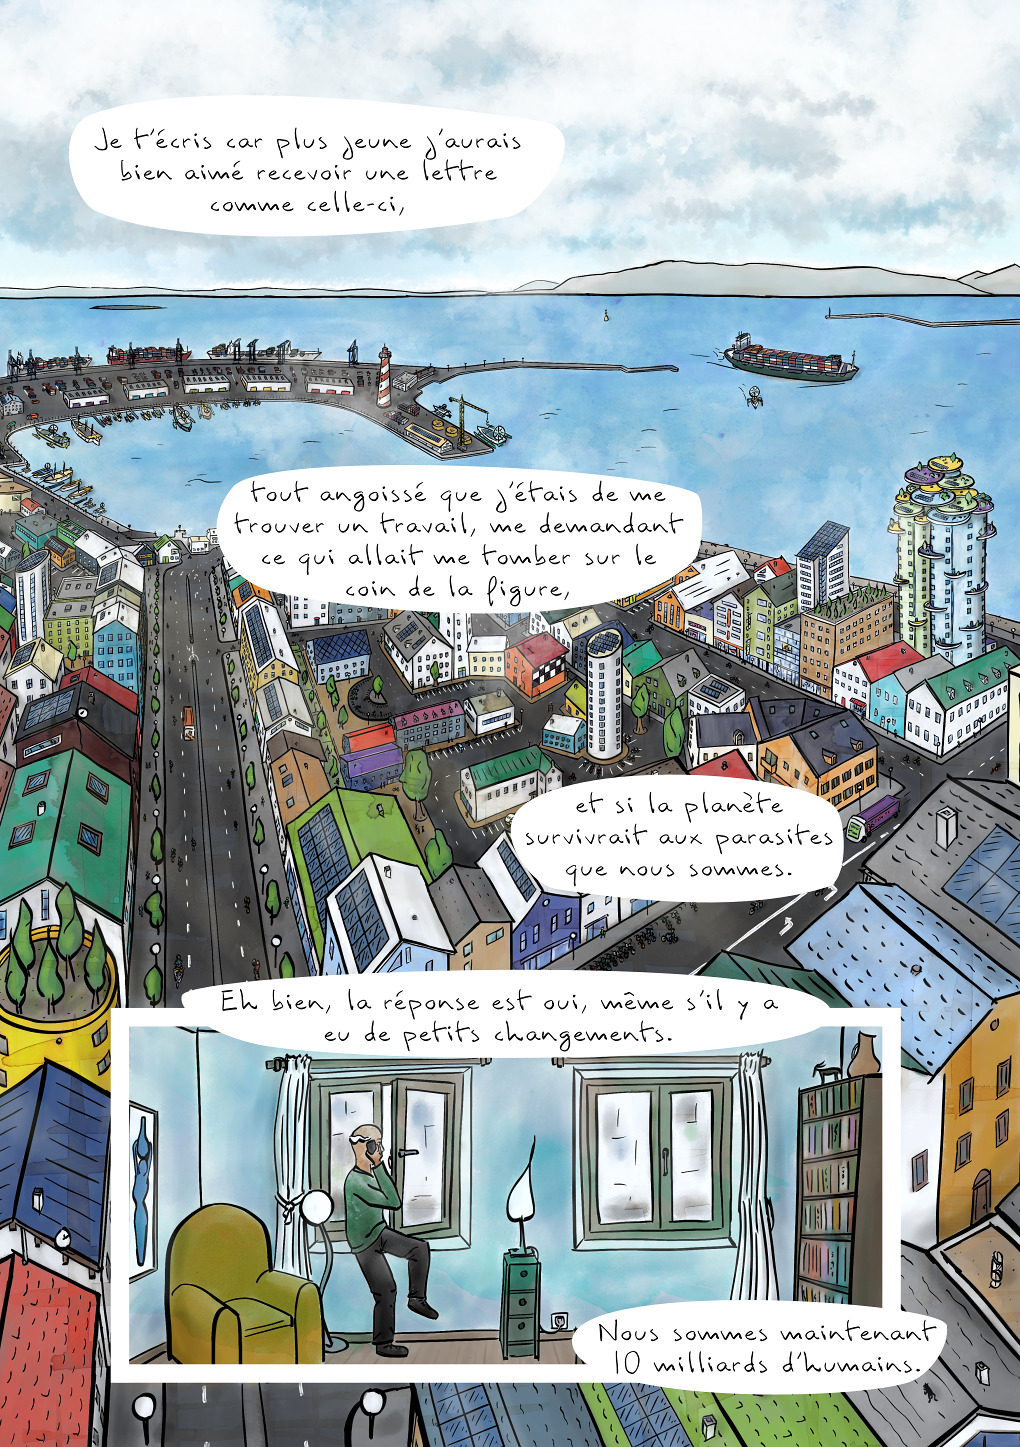 Je t'écris car plus jeune j'aurais
bien aimé recevoir une lettre
comme celle-ci,
tout angoissé que j'étais de me
trouver un travail, me demandant
ce qui allait me tomber sur le
coin de la figure,
et si la planète
survivrait aux parasites
que nous sommes.
Eh bien, la réponse est oui, même s'il y a
eu de petits changements.
Nous sommes maintenant
10 milliards d'humains.